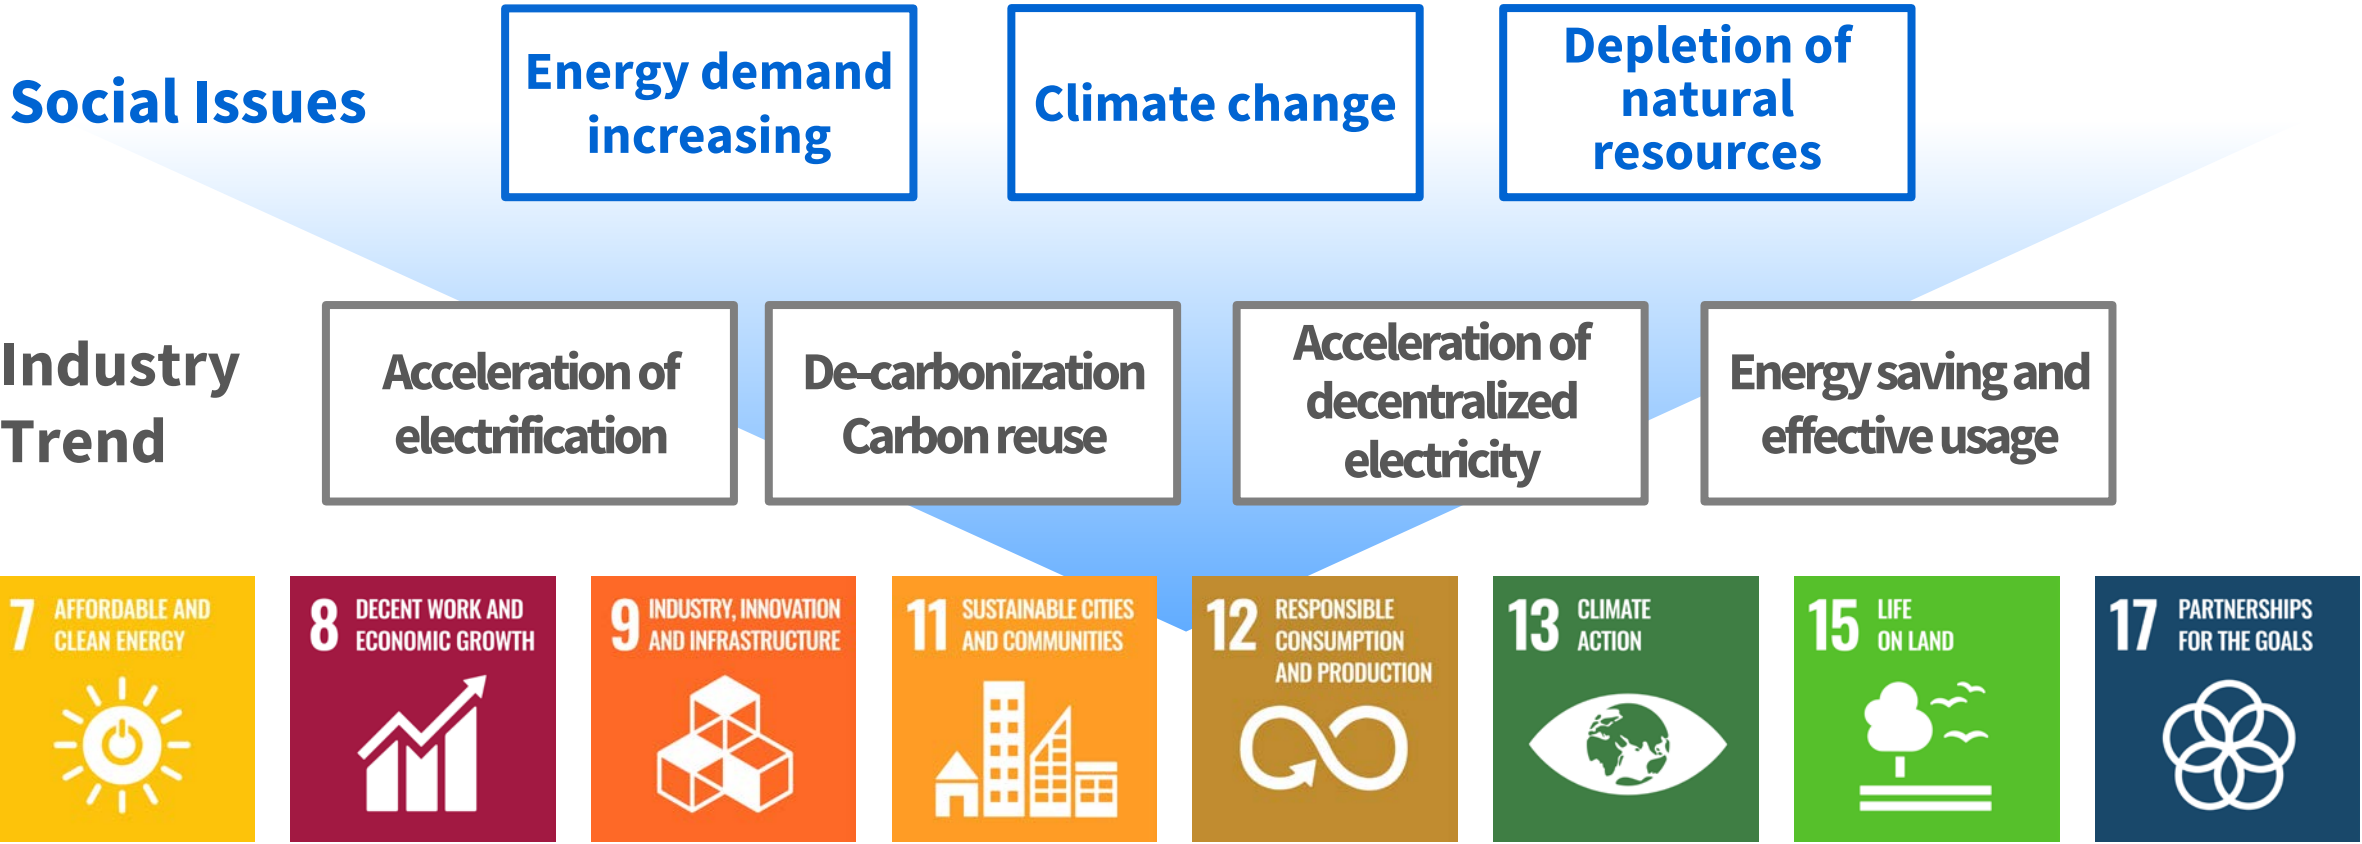 Social Issues
Energy demand
increasing
Climate change
Depletion of
natural
resources
Industry
Trend
Acceleration of
electrification
De-carbonization
Carbon reuse
Acceleration of
decentralized
electricity
Energy saving and
effective usage
7 AFFORDABLE AND
CLEAN ENERGY
8 DECENT WORK AND
ECONOMIC GROWTH
9 INDUSTRY, INNOVATION
AND INFRASTRUCTURE
11 SUSTAINABLE CITIES
AND COMMUNITIES
12 RESPONSIBLE
CONSUMPTION
AND PRODUCTION
13 CLIMATE
ACTION
15 LIFE
ON LAND
17 PARTNERSHIPS
FOR THE GOALS